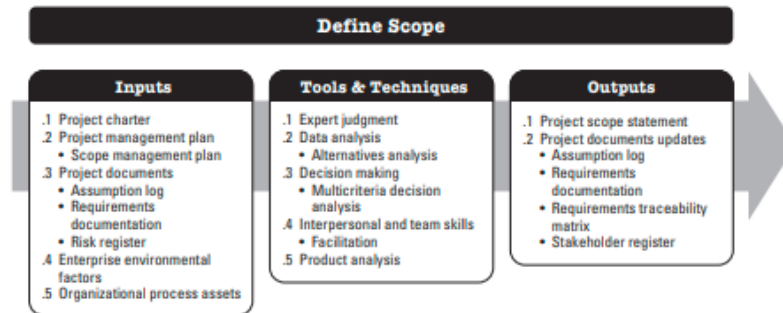 Define Scope
Inputs
.1 Project charter
.2 Project management plan
• Scope management plan
.3 Project documents
• Assumption log
• Requirements
documentation
• Risk register
.4 Enterprise environmental
factors
.5 Organizational process assets
Tools & Techniques
.1 Expert judgment
.2 Data analysis
• Alternatives analysis
.3 Decision making
• Multicriteria decision
analysis
.4 Interpersonal and team skills
• Facilitation
.5 Product analysis
Outputs
.1 Project scope statement
.2 Project documents updates
• Assumption log
• Requirements
documentation
• Requirements traceability
matrix
• Stakeholder register